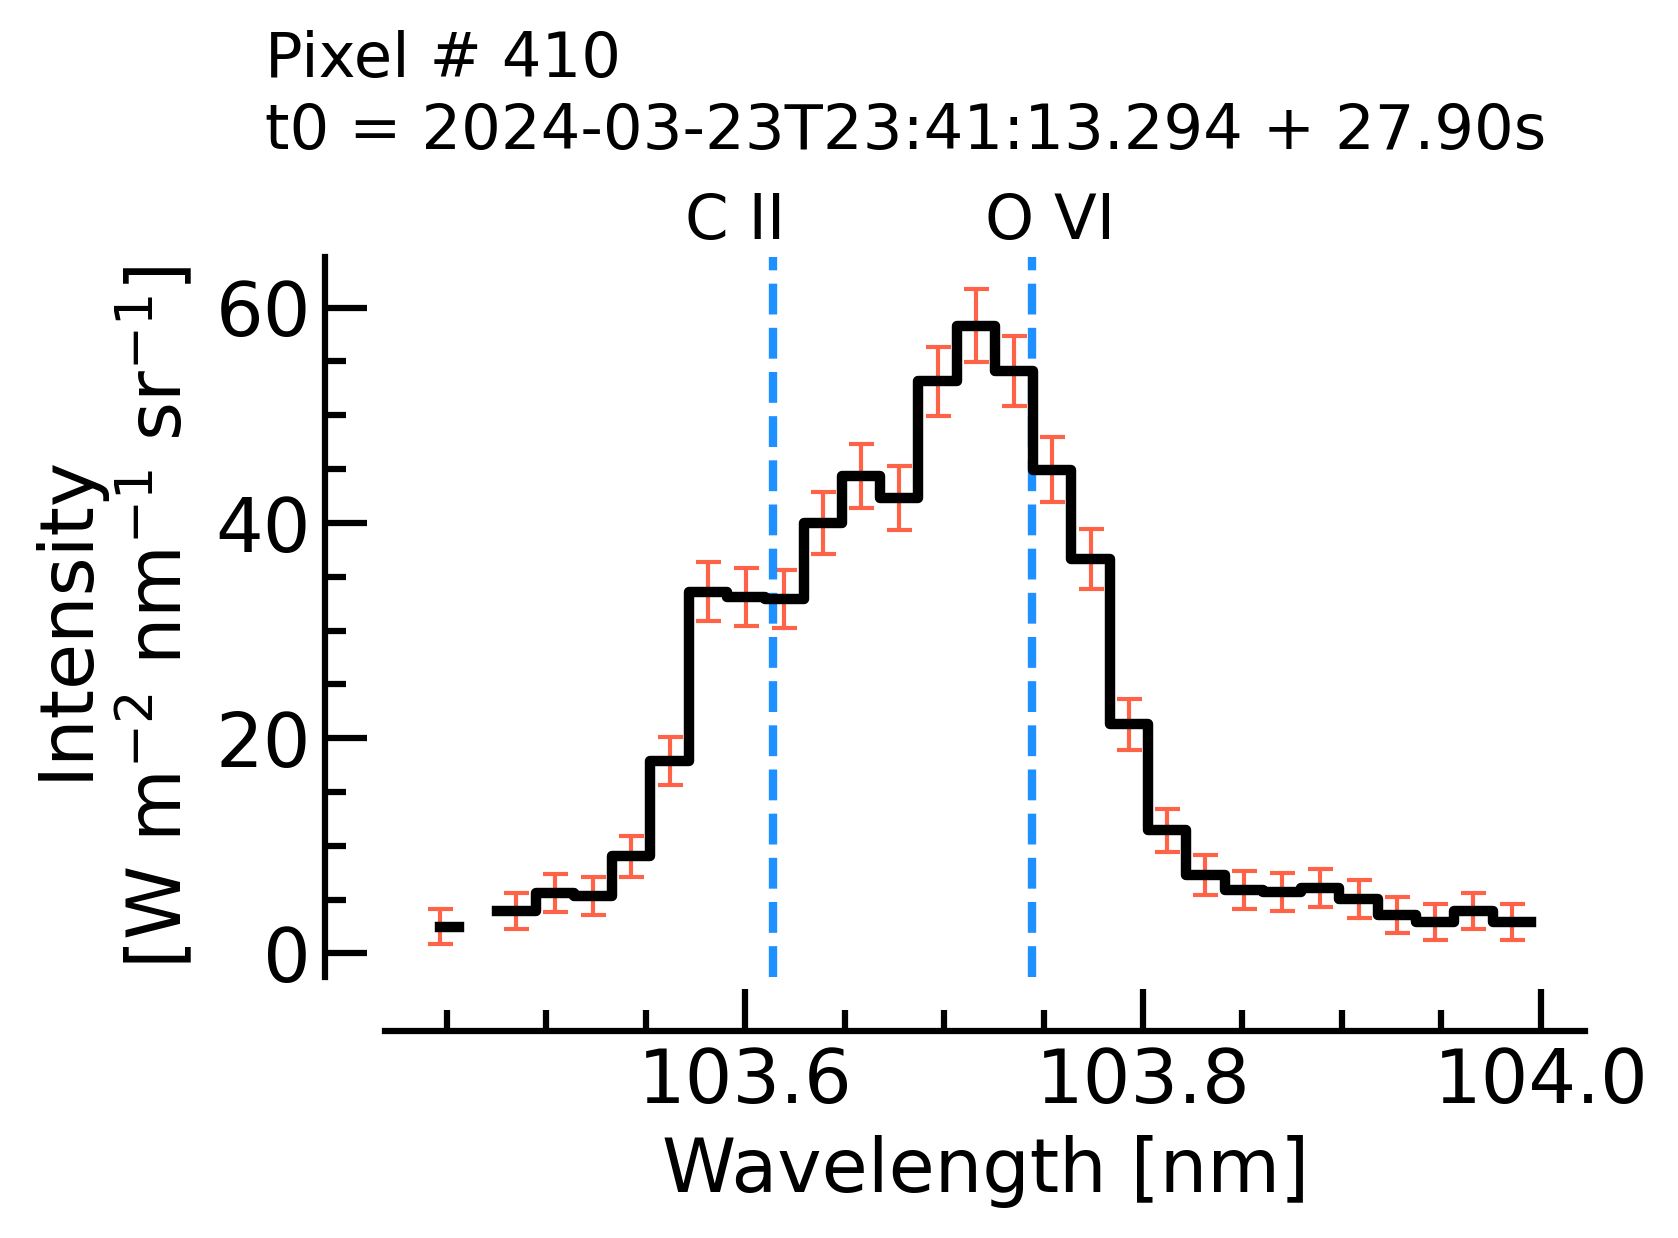 Pixel # 410
t0 = 2024-03-23T23:41:13.294 + 27.90s
C II O VI
Intensity
[W m⁻² nm⁻¹ sr⁻¹]
60
40
20
0
103.6 103.8 104.0
Wavelength [nm]